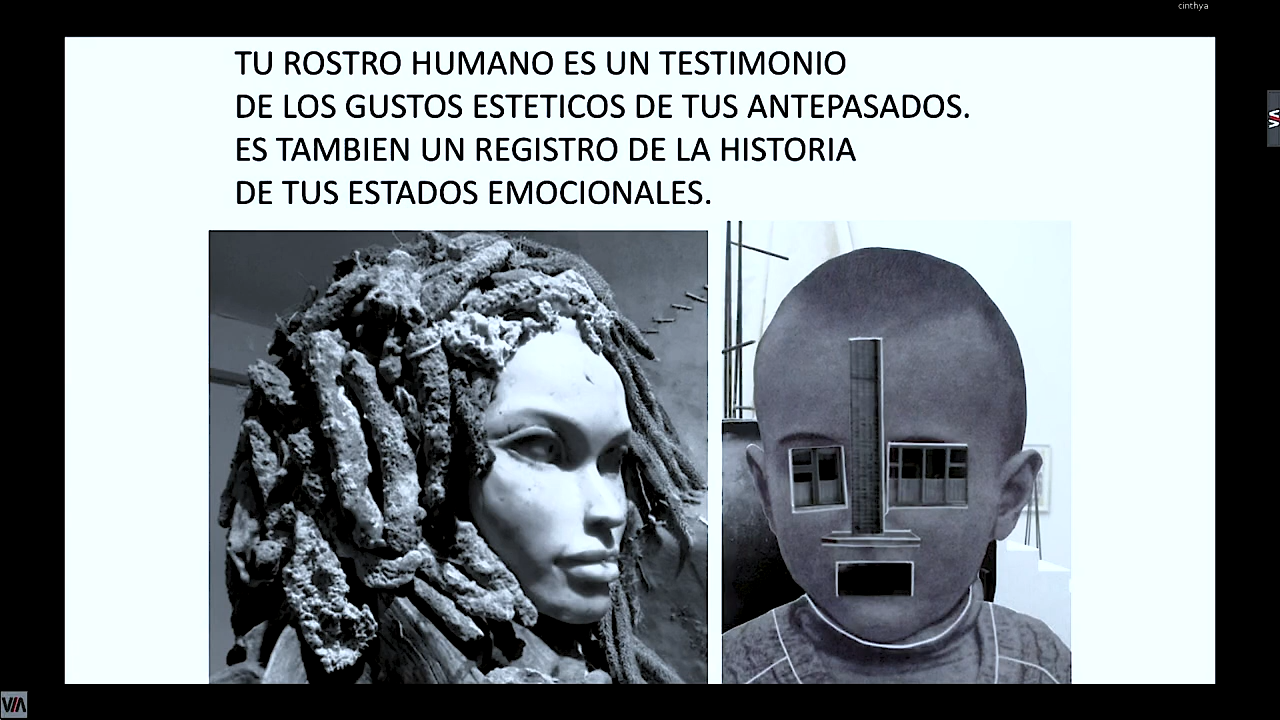 cinthya
TU ROSTRO HUMANO ES UN TESTIMONIO
DE LOS GUSTOS ESTETICOS DE TUS ANTEPASADOS.
ES TAMBIEN UN REGISTRO DE LA HISTORIA
DE TUS ESTADOS EMOCIONALES.
VIA
VIA